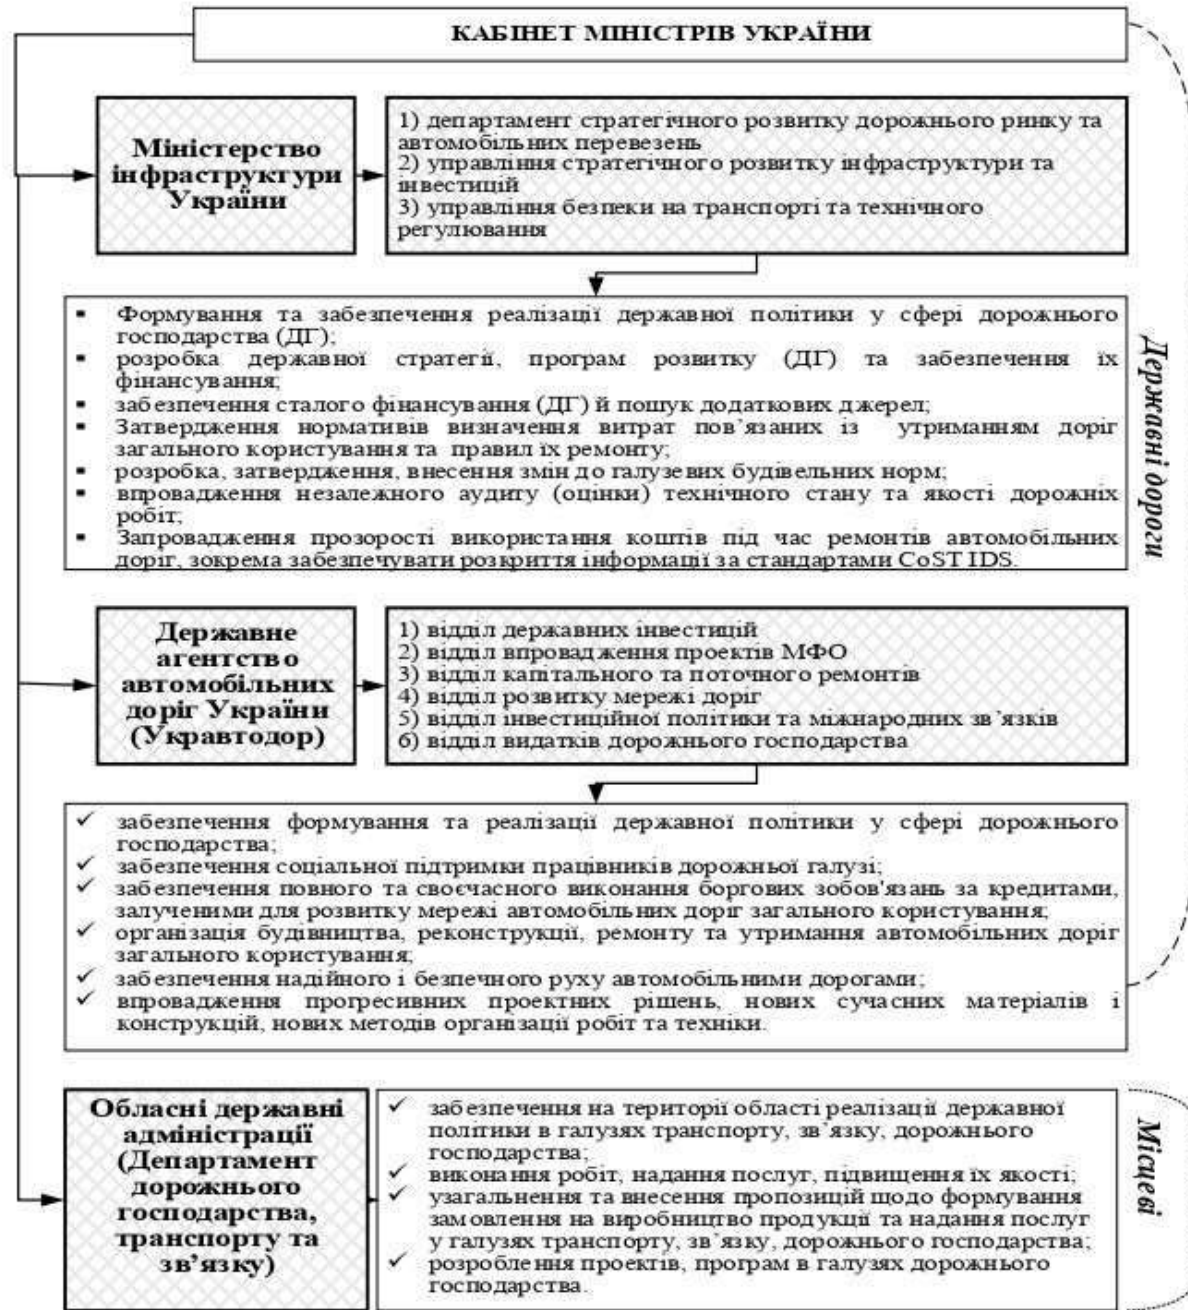 КАБІНЕТ МІНІСТРІВ УКРАЇНИ
Міністерство
інфраструктури
України
1) департамент стратегічного розвитку дорожнього ринку та
автомобільних перевезень
2) управління стратегічного розвитку інфраструктури та
інвестицій
3) управління безпеки на транспорті та технічного
регулювання
▪ Формування та забезпечення реалізації державної політики у сфері дорожнього
господарства (ДГ);
▪ розробка державної стратегії, програм розвитку (ДГ) та забезпечення їх
фінансування;
▪ забезпечення сталого фінансування (ДГ) й пошук додаткових джерел;
▪ Затвердження нормативів визначення витрат пов’язаних із утриманням доріг
загального користування та правил їх ремонту;
▪ розробка, затвердження, внесення змін до галузевих будівельних норм;
▪ впровадження незалежного аудиту (оцінки) технічного стану та якості дорожніх
робіт;
▪ Запровадження прозорості використання коштів під час ремонтів автомобільних
доріг, зокрема забезпечувати розкриття інформації за стандартами CoST IDS.
Державні дороги
Державне
агентство
автомобільних
доріг України
(Укравтодор)
1) відділ державних інвестицій
2) відділ впровадження проектів МФО
3) відділ капітального та поточного ремонтів
4) відділ розвитку мережі доріг
5) відділ інвестиційної політики та міжнародних зв’язків
6) відділ видатків дорожнього господарства
✓ забезпечення формування та реалізації державної політики у сфері дорожнього
господарства;
✓ забезпечення соціальної підтримки працівників дорожньої галузі;
✓ забезпечення повного та своєчасного виконання боргових зобов'язань за кредитами,
залученими для розвитку мережі автомобільних доріг загального користування;
✓ організація будівництва, реконструкції, ремонту та утримання автомобільних доріг
загального користування;
✓ забезпечення надійного і безпечного руху автомобільними дорогами;
✓ впровадження прогресивних проектних рішень, нових сучасних матеріалів і
конструкцій, нових методів організації робіт та техніки.
Обласні державні
адміністрації
(Департамент
дорожнього
господарства,
транспорту та
зв’язку)
✓ забезпечення на території області реалізації державної
політики в галузях транспорту, зв’язку, дорожнього
господарства;
✓ виконання робіт, надання послуг, підвищення їх якості;
✓ узагальнення та внесення пропозицій щодо формування
замовлення на виробництво продукції та надання послуг
у галузях транспорту, зв’язку, дорожнього господарства;
✓ розроблення проектів, програм в галузях дорожнього
господарства.
Місцеві